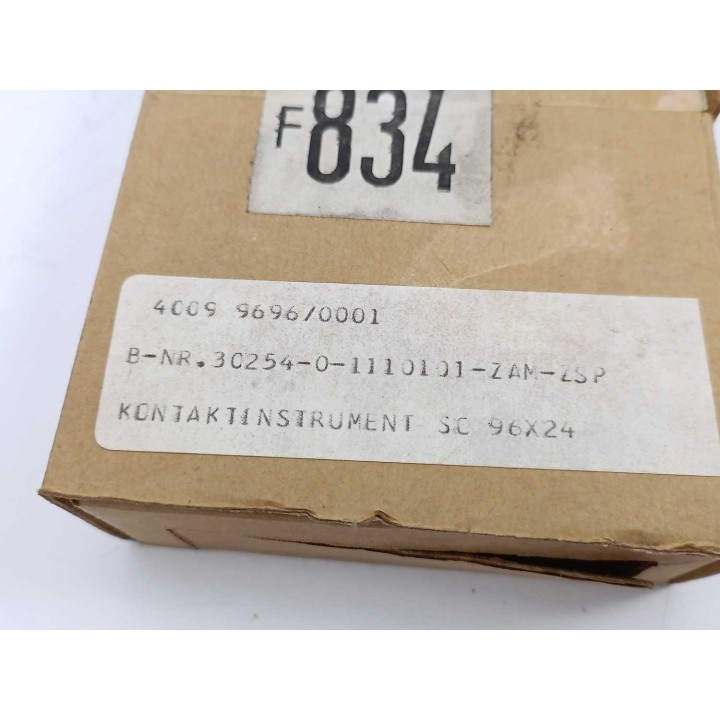 F834
4009 9696/0001
B-NR.30254-0-1110101-ZAM-ZSP
KONTAKTINSTRUMENT SC 96X24